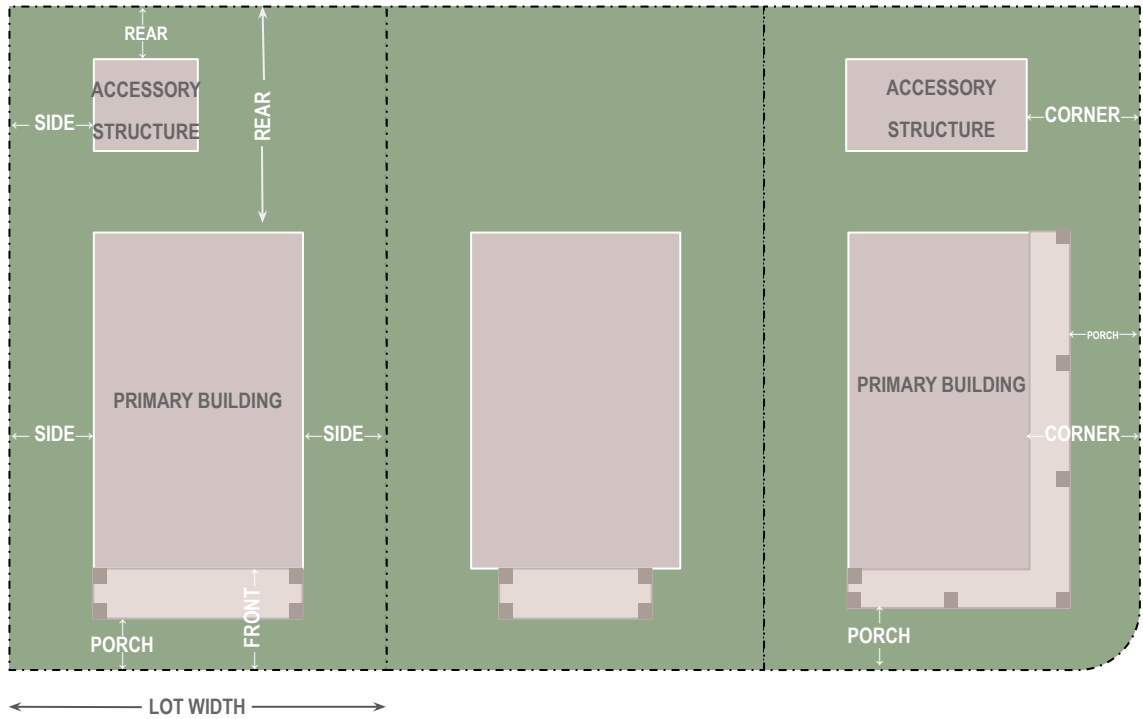 REAR
ACCESSORY
STRUCTURE
SIDE
REAR
ACCESSORY
STRUCTURE
CORNER
PORCH
PRIMARY BUILDING
PRIMARY BUILDING
SIDE
SIDE
CORNER
FRONT
PORCH
PORCH
LOT WIDTH